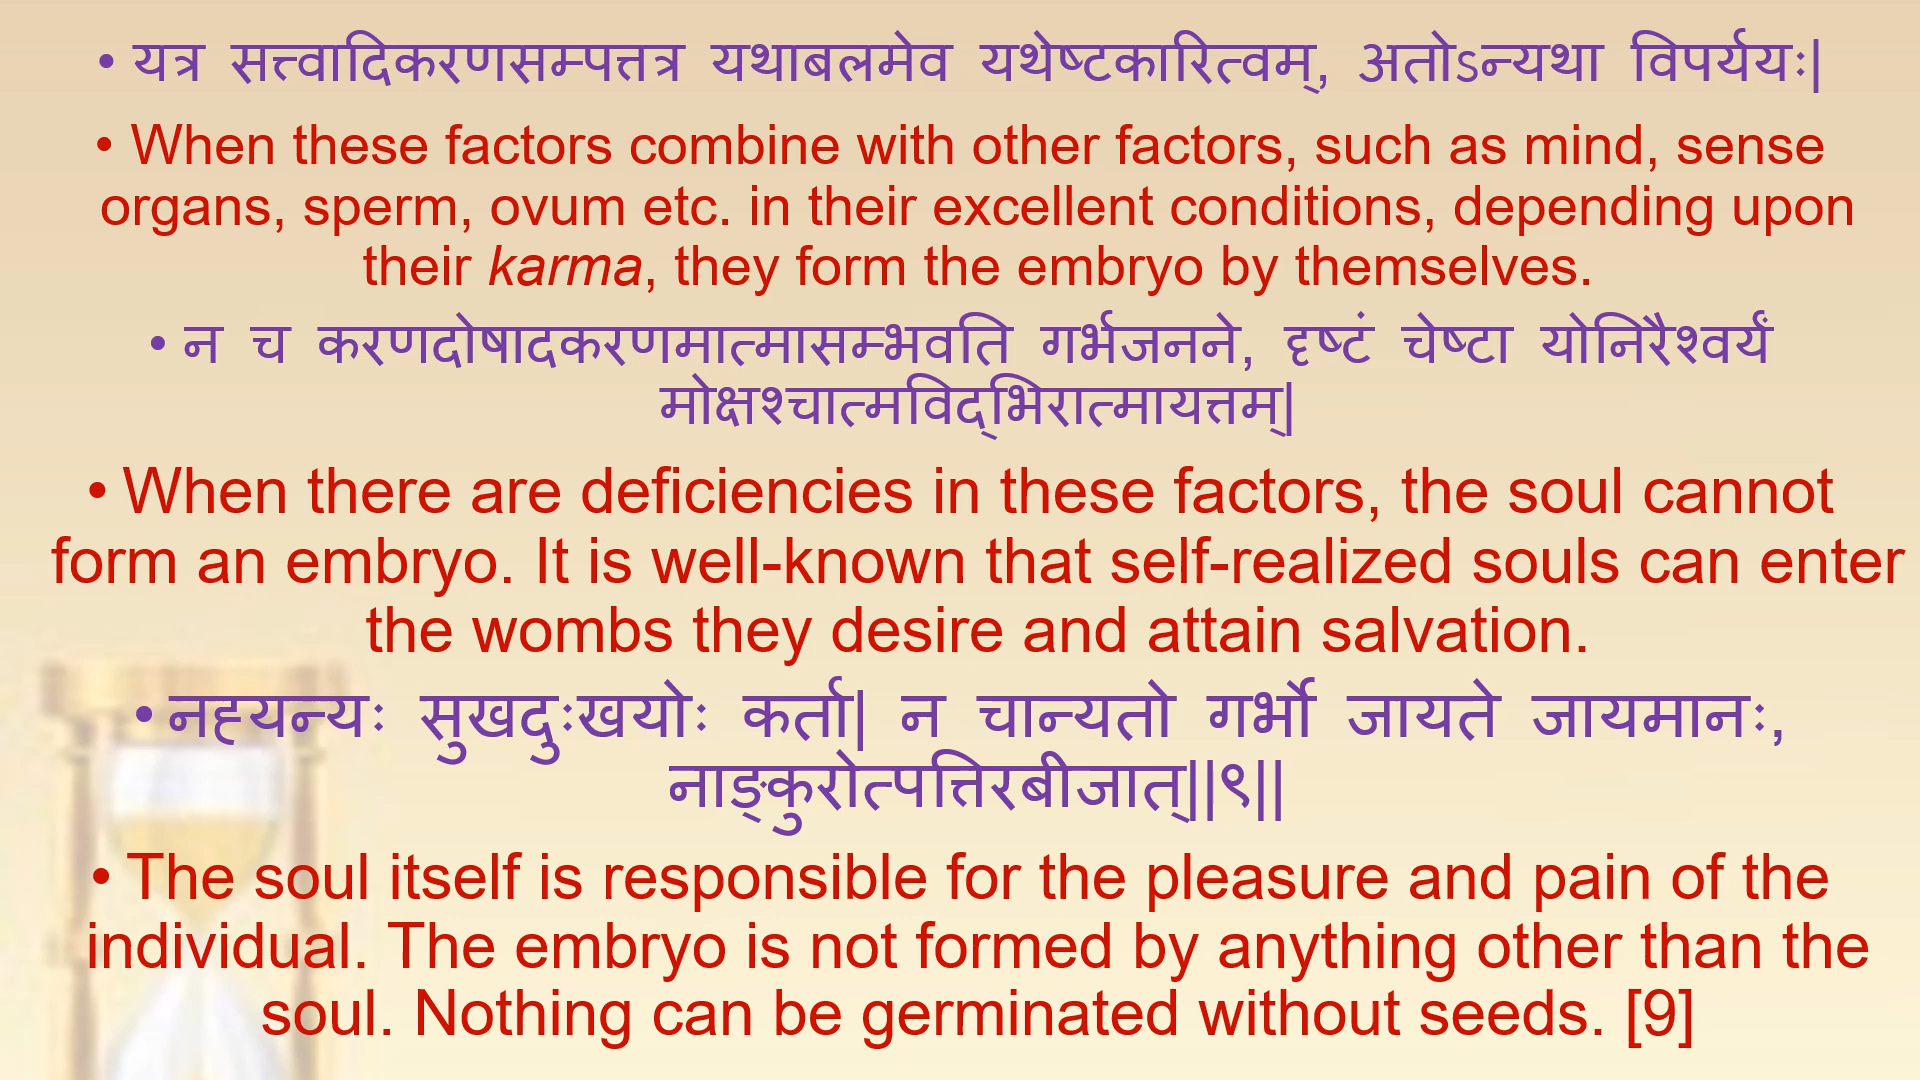 • यत्र सत्त्वादिकरणसम्पत्तत्र यथाबलमेव यथेष्टकारित्वम्, अतोऽन्यथा विपर्ययः|
• When these factors combine with other factors, such as mind, sense
organs, sperm, ovum etc. in their excellent conditions, depending upon
their karma, they form the embryo by themselves.
• न च करणदोषादकरणमात्मासम्भवति गर्भजनने, दृष्टं चेष्टा योनिरैश्वर्यं
मोक्षश्चात्मविद्‌भिरात्मायत्तम्|
• When there are deficiencies in these factors, the soul cannot
form an embryo. It is well-known that self-realized souls can enter
the wombs they desire and attain salvation.
• नह्यन्यः सुखदुःखयोः कर्ता| न चान्यतो गर्भो जायते जायमानः,
नाङ्कुरोत्पत्तिरबीजात्||९||
• The soul itself is responsible for the pleasure and pain of the
individual. The embryo is not formed by anything other than the
soul. Nothing can be germinated without seeds. [9]